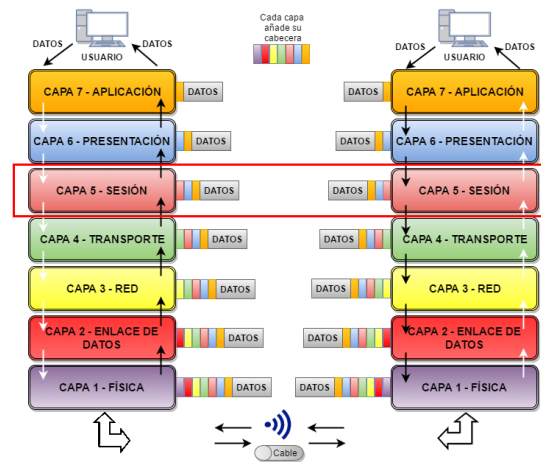 Cada capa
añade su
cabecera
DATOS
DATOS
USUARIO
DATOS
DATOS
USUARIO
CAPA 7 - APLICACIÓN
DATOS
DATOS
CAPA 7 - APLICACIÓN
CAPA 6 - PRESENTACIÓN
DATOS
DATOS
CAPA 6 - PRESENTACIÓN
CAPA 5 - SESIÓN
DATOS
DATOS
CAPA 5 - SESIÓN
CAPA 4 - TRANSPORTE
DATOS
DATOS
CAPA 4 - TRANSPORTE
CAPA 3 - RED
DATOS
DATOS
CAPA 3 - RED
CAPA 2 - ENLACE DE
DATOS
DATOS
DATOS
CAPA 2 - ENLACE DE
DATOS
CAPA 1 - FÍSICA
DATOS
DATOS
CAPA 1 - FÍSICA
Cable